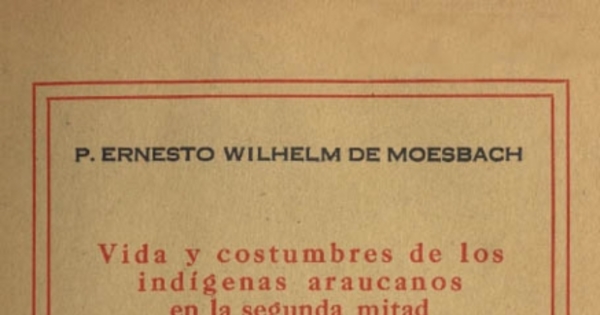 P. ERNESTO WILHELM DE MOESBACH
Vida y costumbres de los
indígenas araucanos
en la segunda mitad